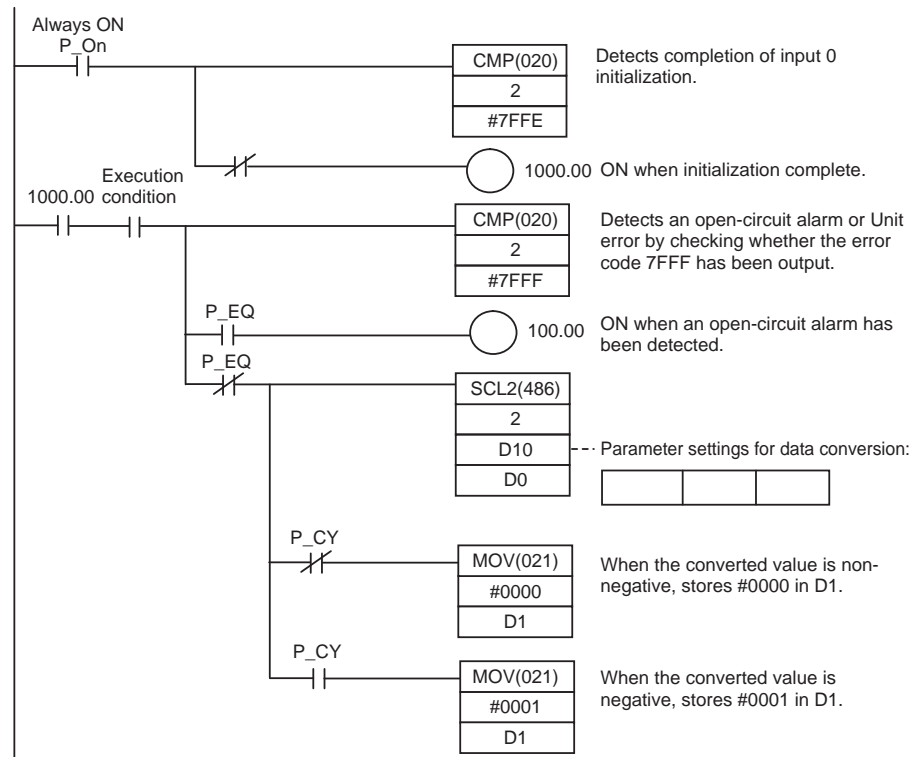 Always ON
P_On
CMP(020)
2
#7FFE
Detects completion of input 0
initialization.
1000.00
ON when initialization complete.
Execution
condition
1000.00
CMP(020)
2
#7FFF
Detects an open-circuit alarm or Unit
error by checking whether the error
code 7FFF has been output.
P_EQ
100.00
ON when an open-circuit alarm has
been detected.
P_EQ
SCL2(486)
2
D10
D0
Parameter settings for data conversion:
P_CY
MOV(021)
#0000
D1
When the converted value is non-
negative, stores #0000 in D1.
P_CY
MOV(021)
#0001
D1
When the converted value is
negative, stores #0001 in D1.